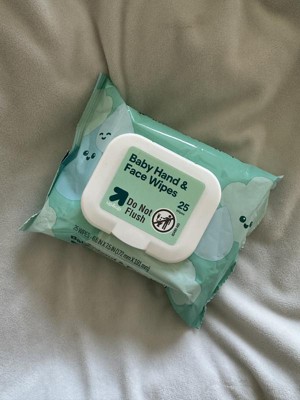 Baby Hand &
Face Wipes
25
Do Not
Flush